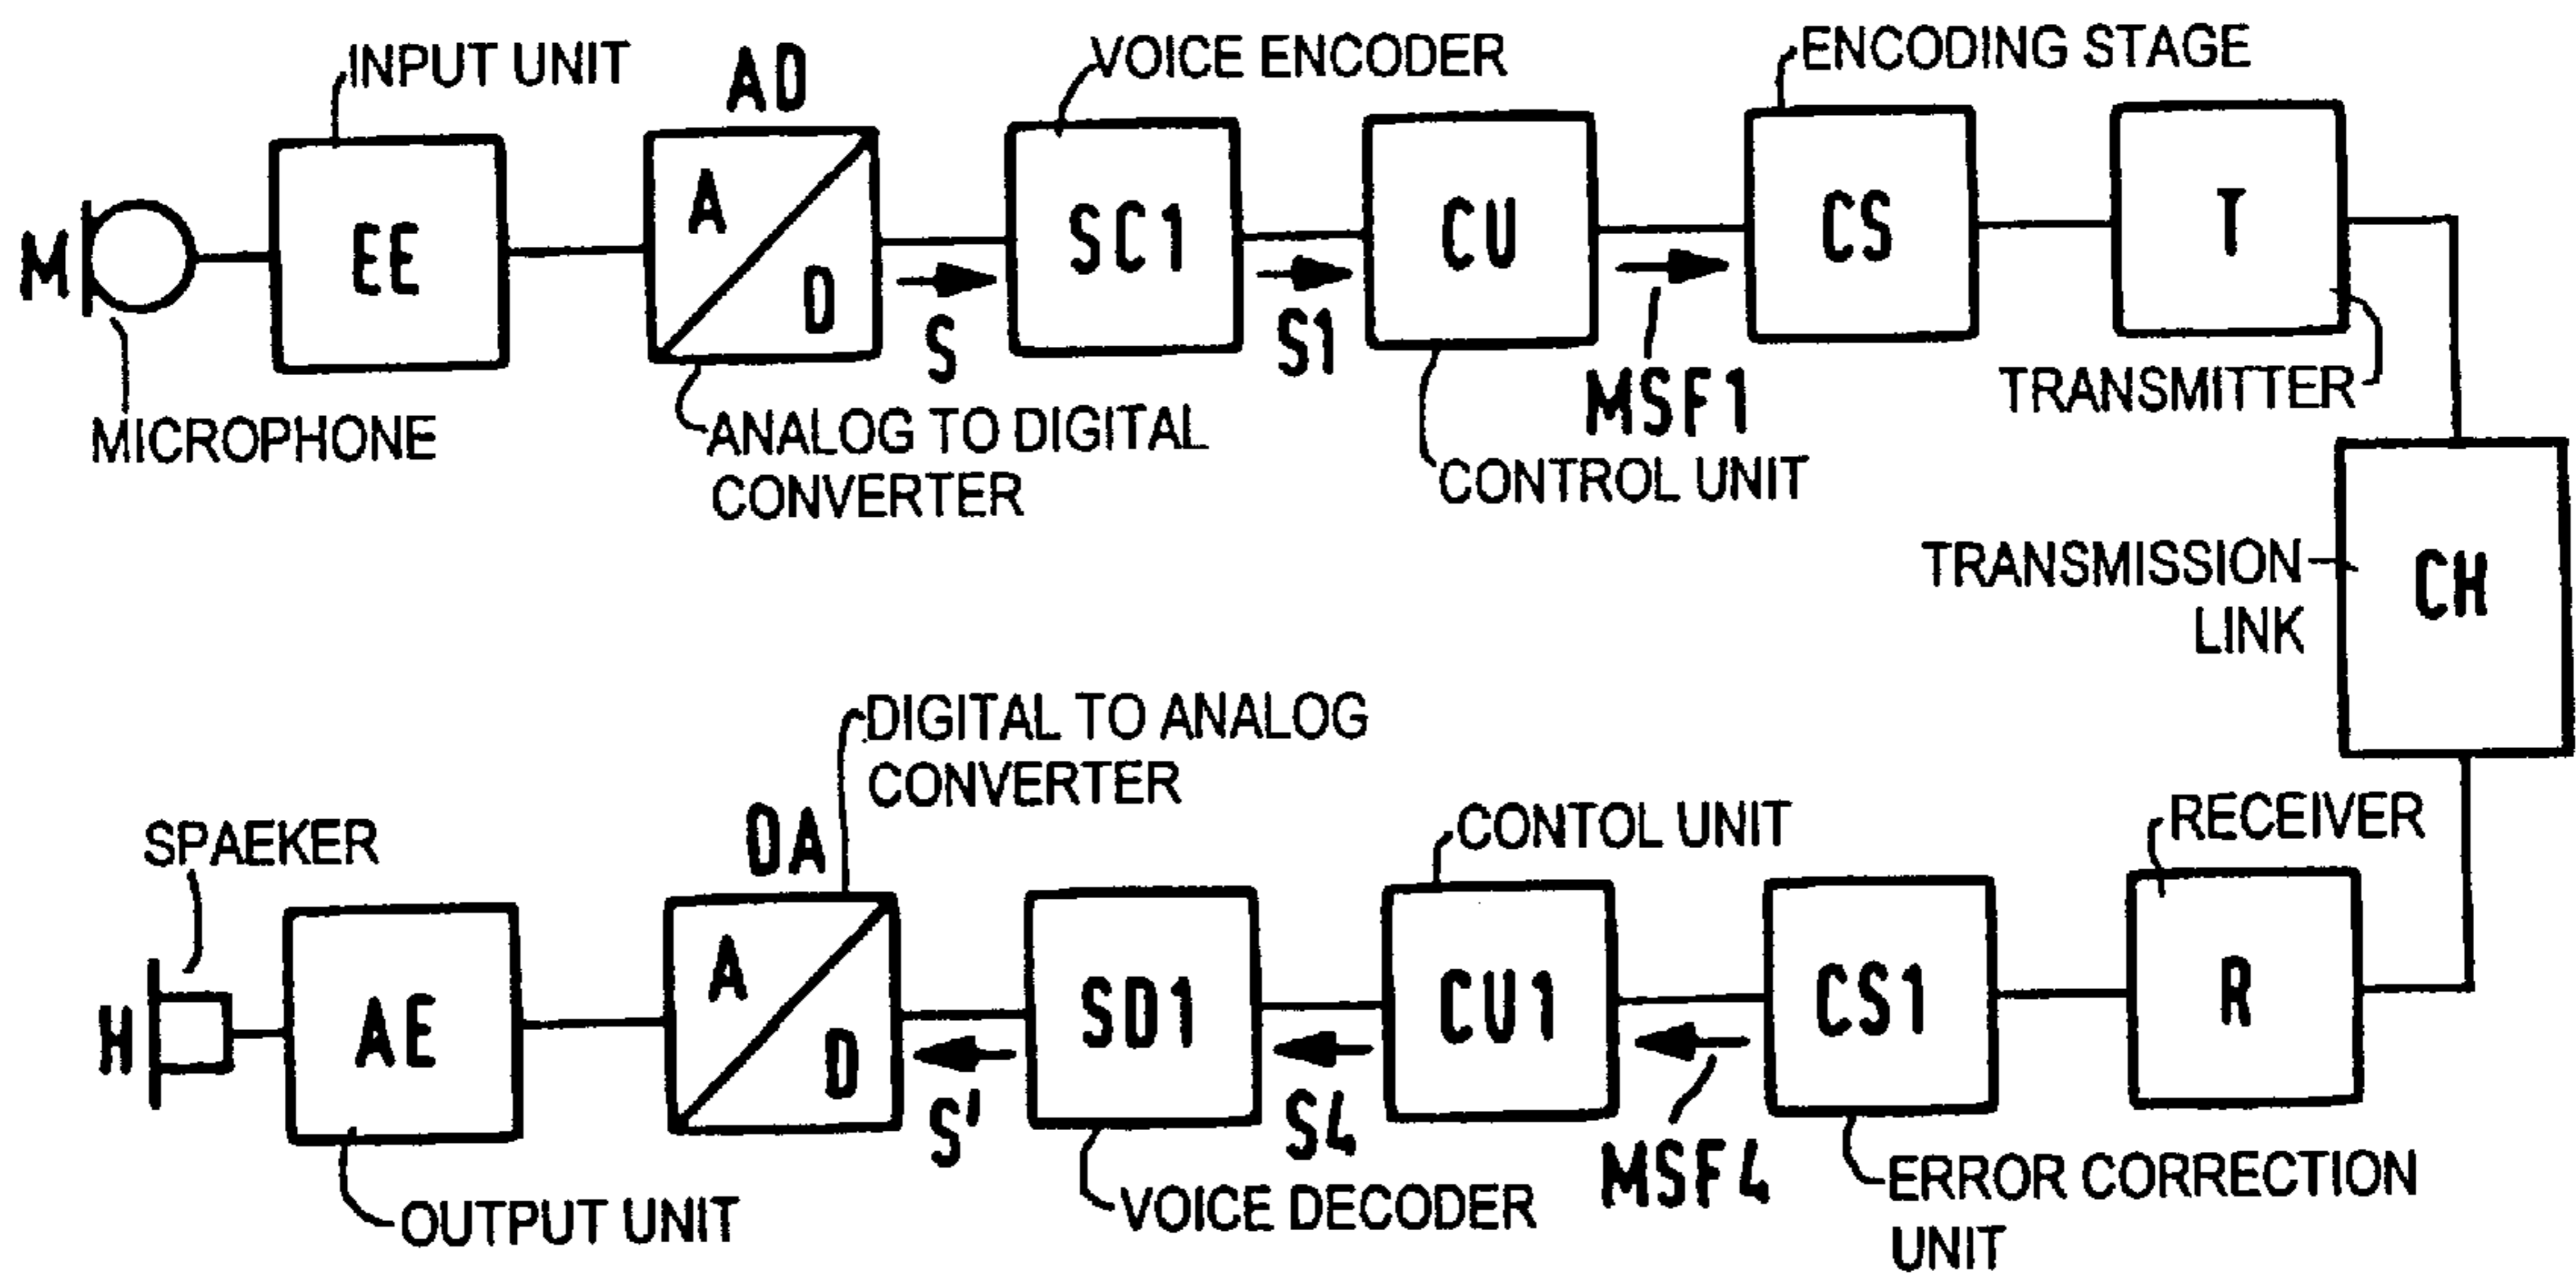 INPUT UNIT
AD
VOICE ENCODER
ENCODING STAGE
M
EE
A
D
SC1
CU
CS
T
S
S1
MSF1
MICROPHONE
ANALOG TO DIGITAL
CONVERTER
CONTROL UNIT
TRANSMITTER
TRANSMISSION
LINK
CH
DIGITAL TO ANALOG
CONVERTER
SPAEKER
DA
CONTOL UNIT
RECEIVER
H
AE
A
D
SD1
CU1
CS1
R
S'
S4
MSF4
OUTPUT UNIT
VOICE DECODER
ERROR CORRECTION
UNIT